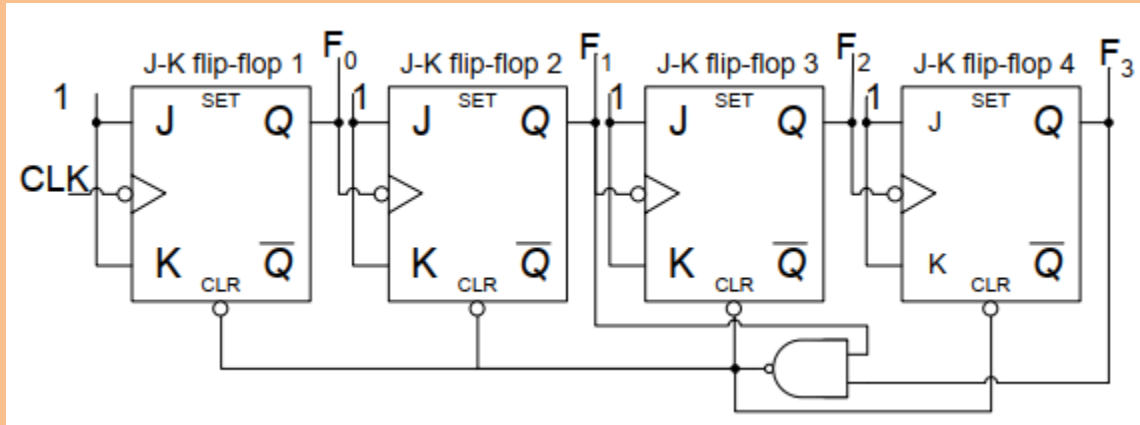 F0 F1 F2 F3
J-K flip-flop 1 J-K flip-flop 2 J-K flip-flop 3 J-K flip-flop 4
1 1 1 1
SET SET SET SET
J Q J Q J Q J Q
CLK
K Q̅ K Q̅ K Q̅ K Q̅
CLR CLR CLR CLR